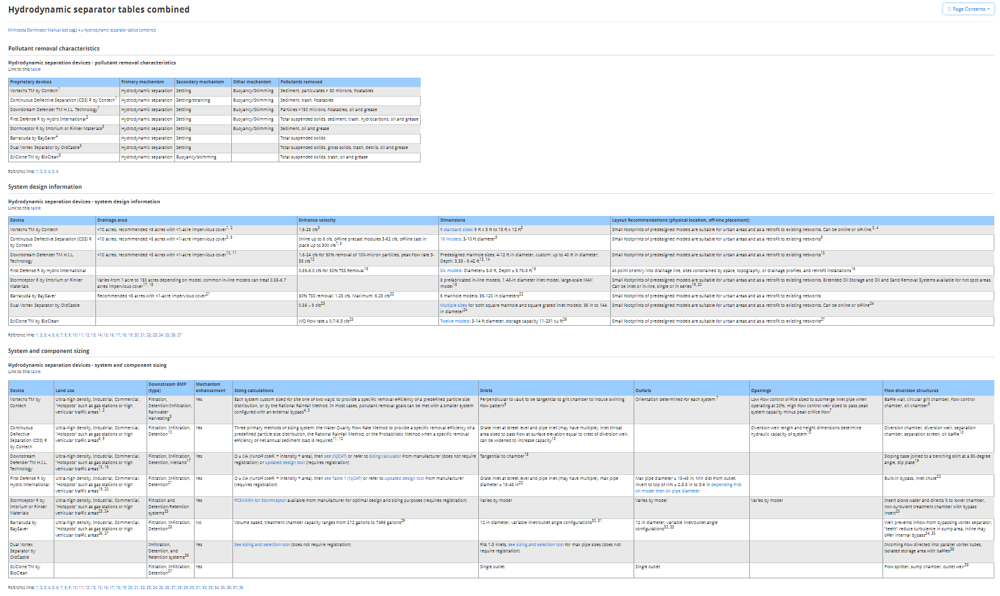 Hydrodynamic separator tables combined
Page Contents
Minnesota Stormwater Manual test page 4 > Hydrodynamic separator tables combined
Pollutant removal characteristics
Hydrodynamic separation devices - pollutant removal characteristics
Link to this table
Proprietary devices Primary mechanism Secondary mechanism Other mechanism Pollutants removed
Vortechs TM by Contech1 Hydrodynamic separation Settling Buoyancy/Skimming Sediment, particulates > 50 microns, floatables
Continuous Deflective Separation (CDS) R by Contech1 Hydrodynamic separation Settling/straining Buoyancy/Skimming Sediment, trash, floatables
Downstream Defender TM H.I.L. Technology1 Hydrodynamic separation Settling Buoyancy/Skimming Particles >150 microns, floatables, oil and grease
First Defense R by Hydro International2 Hydrodynamic separation Settling Buoyancy/Skimming Total suspended solids, sediment, trash, hydrocarbons, oil and grease
Stormceptor R by Imbrium or Rinker Materials3 Hydrodynamic separation Settling Buoyancy/Skimming Sediment, oil and grease
Barracuda by BaySaver4 Hydrodynamic separation Settling Total suspended solids
Dual Vortex Separator by OldCastle5 Hydrodynamic separation Settling Total suspended solids, gross solids, trash, debris, oil and grease
SciClone TM by BioClean6 Hydrodynamic separation Buoyancy/skimming Total suspended solids, trash, oil and grease
Reference links: 1; 2; 3; 4; 5; 6
System design information
Hydrodynamic separation devices - system design information
Link to this table
Device Drainage area Entrance velocity Dimensions Layout Recommendations (physical location, off-line placement)
Vortechs TM by Contech <10 acres, recommended <5 acres with <1-acre impervious cover1, 2 1.6-25 cfs3 9 standard sizes: 9 ft x 3 ft to 18 ft x 12 ft3 Small footprints of predesigned models are suitable for urban areas and as a retrofit to existing networks. Can be online or off-line.3, 4
Continuous Deflective Separation (CDS) R <10 acres, recommended <5 acres with <1-acre impervious cover5, 6 Inline up to 6 cfs, offline precast modules 3-62 cfs, offline cast in 16 models: 3-10 ft diameter8 Small footprints of predesigned models are suitable for urban areas and as a retrofit to existing networks9
by Contech place up to 300 cfs7, 8
Downstream Defender TM H.I.L. <10 acres, recommended <5 acres with <1-acre impervious cover10, 11 1.6-24 cfs for 50% removal of 100-micron particles, peak flow rate 3- Predesigned manhole sizes: 4-12 ft in diameter, custom: up to 40 ft in diameter; Small footprints of predesigned models are suitable for urban areas and as a retrofit to existing networks15
Technology 38 cfs12 Depth: 3.33 - 9.42 ft13, 14
First Defense R by Hydro International 0.85-6.0 cfs for 50% TSS Removal16 Six models: Diameter= 3-8 ft, Depth = 3.75-8 ft16 At point of entry into drainage line, sites constrained by space, topography, or drainage profiles, and retrofit installations16
Stormceptor R by Imbrium or Rinker Varies from 1 acre to 150 acres depending on model, common in-line models can treat 0.55-6.7 8 prefabricated in-line models, 1 48-in diameter inlet model, large-scale MAX Small footprints of predesigned models are suitable for urban areas and as a retrofit to existing networks. Extended Oil Storage and Oil and Sand Removal Systems available for hot spot areas.
Materials acres impervious cover17, 18 model18 Can be inlet or in-line, single or in series19, 20
Barracuda by BaySaver Recommended <5 acres with <1-acre impervious cover21 50% TSS removal: 1.25 cfs, Maximum: 6.25 cfs22 6 manhole models: 36-120 in diameters22 Small footprints of predesigned models are suitable for urban areas and as a retrofit to existing networks
Dual Vortex Separator by OldCastle 0.56 – 9 cfs23 Multiple sizes for both square manhole and square grated inlet models: 36 in to 144 Small footprints of predesigned models are suitable for urban areas and as a retrofit to existing networks. Can be online or offline24
in diameter24
SciClone TM by BioClean WQ flow rate = 0.7-6.3 cfs25 Twelve models: 3-14 ft diameter, storage capacity 11-231 cu ft26 Small footprints of predesigned models are suitable for urban areas and as a retrofit to existing networks27
Reference links: 1; 2; 3; 4; 5; 6; 7; 8; 9; 10; 11; 12; 13; 14; 15; 16; 17; 18; 19; 20; 21; 22; 23; 24; 25; 26; 27
System and component sizing
Hydrodynamic separation devices - system and component sizing
Link to this table
Downstream BMP Mechanism
Device Land use (type) enhancement Sizing calculations Inlets Outlets Openings Flow diversion structures
Vortechs TM by Ultra-high density, Industrial, Commercial, Filtration, Yes Each system custom sized for site one of two ways: to provide a specific removal efficiency of a predefined particle size Perpendicular to vault to be tangential to grit chamber to induce swirling Orientation determined for each system 7 Low flow control orifice sized to submerge inlet pipe when Baffle wall, circular grit chamber, flow control
Contech "Hotspots" such as gas stations or high Detention/Infiltration, distribution, or by the Rational Rainfall Method. In most cases, pollutant removal goals can be met with a smaller system flow pattern6 operating at 20%. High flow control weir sized to pass peak chamber, oil chamber8
vehicular traffic areas1, 2 Rainwater configured with an external bypass4, 5 system capacity minus peak orifice flow7
Harvesting3
Continuous Ultra-high density, Industrial, Commercial, Filtration, Infiltration, Yes Three primary methods of sizing system: the Water Quality Flow Rate Method to provide a specific removal efficiency of a Grate inlet at street level and pipe inlet (may have multiple), inlet throat Diversion weir length and height dimensions determine Diversion chamber, diversion weir, separation
Deflective "Hotspots" such as gas stations or high Detention10 predefined particle size distribution, the Rational Rainfall Method, or the Probabilistic Method when a specific removal area sized to pass flow at surface elevation equal to crest of diversion weir, hydraulic capacity of system13 chamber, separation screen, oil baffle13
Separation (CDS) R vehicular traffic areas8, 9 efficiency of net annual sediment load is required11, 12 can be widened to increase capacity13
by Contech
Downstream Ultra-high density, Industrial, Commercial, Filtration, Infiltration, Yes Q = ciA (runoff coeff. * intensity * area), then see (NJCAT) or refer to sizing calculator from manufacturer (does not require Tangential to chamber18 Sloping base joined to a benching skirt at a 30-degree
Defender TM H.I.L. "Hotspots" such as gas stations or high Detention, Wetland17 registration) or updated design tool (requires registration) angle, dip plate19
Technology vehicular traffic areas15, 16
First Defense R by Ultra-high density, Industrial, Commercial, Filtration, Infiltration, Yes Q = ciA (runoff coeff. * intensity * area), then see Table 1 (NJCAT) or refer to updated design tool from manufacturer Grate inlet at street level and pipe inlet (may have multiple), max pipe Max pipe diameter = 18-48 in, Min dist from outlet Built-in bypass, inlet chute22
Hydro International "Hotspots" such as gas stations or high Detention21 (requires registration) diameter = 18-48 in22 invert to top of rim = 2-3.5 in to 3-6 in depending first
vehicular traffic areas19, 20 on model then on pipe diameter
Stormceptor R by Ultra-high density, Industrial, Commercial, Filtration and Yes PCSWMM for Stormceptor available from manufacturer for optimal design and sizing purposes (requires registration) Varies by model Varies by model Varies by model Insert slows water and directs it to lower chamber,
Imbrium or Rinker "Hotspots" such as gas stations or high Detention/Retention non-turbulent treatment chamber with bypass
Materials vehicular traffic areas23, 24 systems25 insert25
Barracuda by Ultra-high density, Industrial, Commercial, Filtration, Infiltration, No Volume based, treatment chamber capacity ranges from 212 gallons to 7496 gallons29 12 in diameter, variable inlet/outlet angle configurations30, 31 12 in diameter, variable inlet/outlet angle Weir prevents inflow from bypassing vortex separator,
BaySaver "Hotspots" such as gas stations or high Detention28 configurations32, 33 "teeth" reduce turbulence in sump area, inline may
vehicular traffic areas26, 27 offer internal bypass34, 35
Dual Vortex Infiltration, Yes See sizing and selection tool (does not require registration) Fits 1-3 inlets, see sizing and selection tool for max pipe sizes (does not Incoming flow directed into parallel vortex tubes,
Separator by Detention, and require registration) isolated storage area with baffles36
OldCastle Retention systems36
SciClone TM by Filtration, Infiltration, Yes Single outlet Single outlet Flow splitter, sump chamber, outlet weir38
BioClean Detention37
Reference links: 1; 2; 3; 4; 5; 6; 7; 8; 9; 10; 11; 12; 13; 15; 16; 17; 18; 19; 20; 21; 22; 23; 24; 25; 26; 27; 28; 29; 30; 31; 32; 33; 34; 35; 36; 37; 38